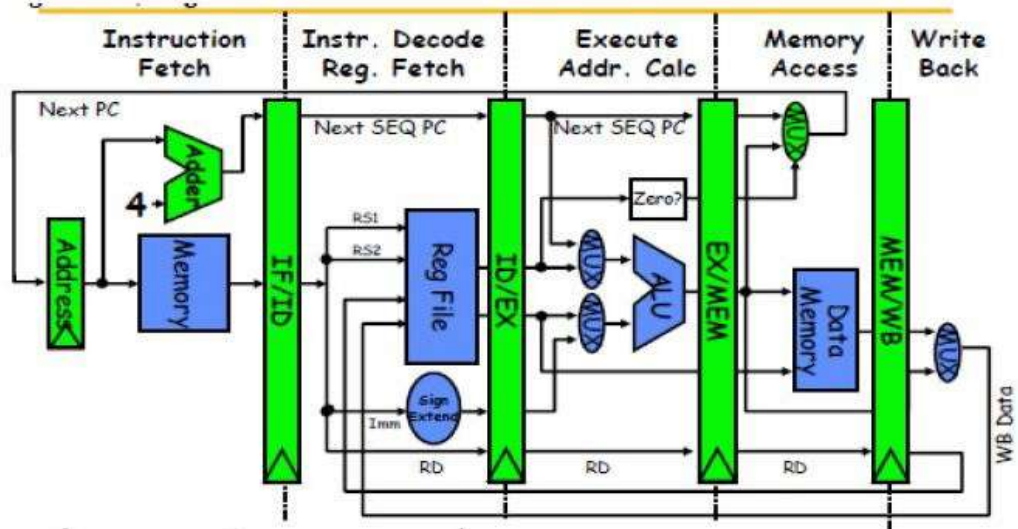 Instruction
Fetch
Instr. Decode
Reg. Fetch
Execute
Addr. Calc
Memory
Access
Write
Back
Next PC
Next SEQ PC
Next SEQ PC
MUX
Adder
4
Zero?
RS1
RS2
Address
Memory
IF/ID
Reg File
ID/EX
MUX
MUX
ALU
EX/MEM
Data
Memory
MEM/WB
MUX
Sign
Extend
Imm
RD
RD
RD
WB Data